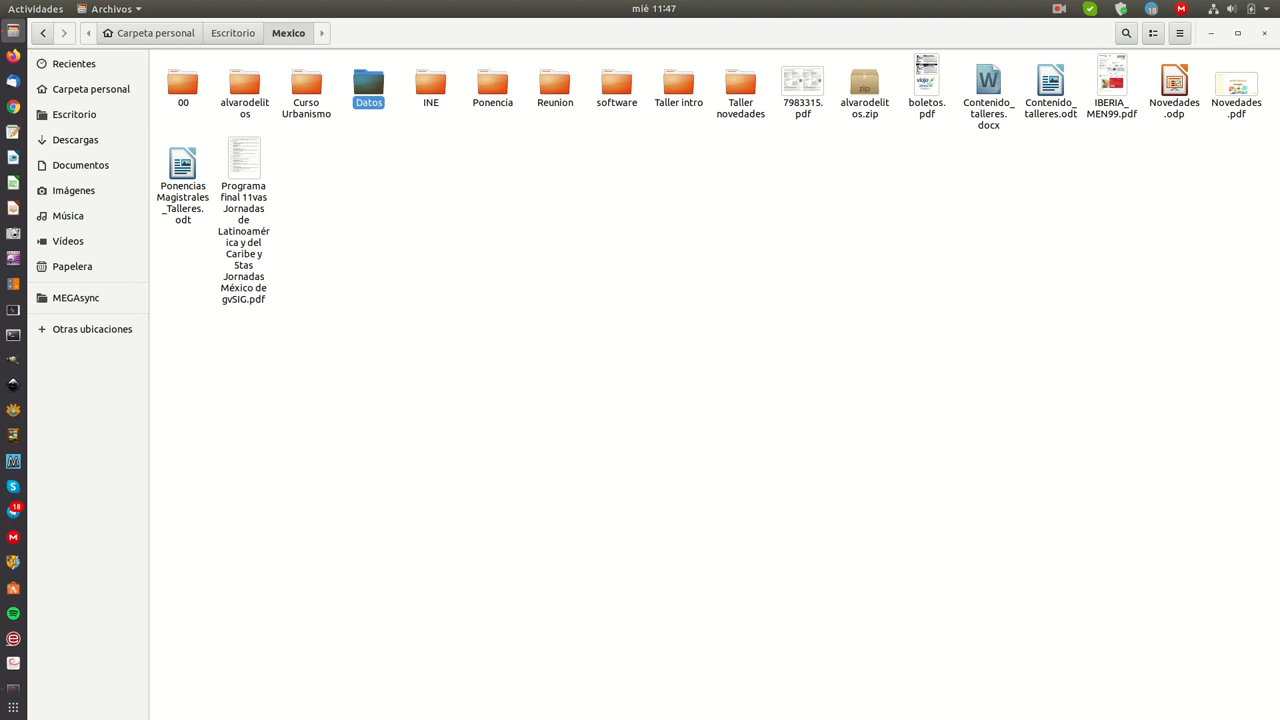 Actividades
Archivos
mié 11:47
18
M
Carpeta personal
Escritorio
Mexico
Recientes
Carpeta personal
Escritorio
Descargas
Documentos
Imágenes
Música
Vídeos
Papelera
MEGAsync
Otras ubicaciones
18
M
00
alvarodelit
os
Curso
Urbanismo
Datos
INE
Ponencia
Reunion
software
Taller intro
Taller
novedades
7983315.
pdf
zip
alvarodelit
os.zip
boletos.
pdf
W
Contenido_
talleres.
docx
Contenido_
talleres.odt
IBERIA_
MEN99.pdf
Novedades
.odp
Novedades
.pdf
Ponencias
Magistrales
_Talleres.
odt
Programa
final 11vas
Jornadas
de
Latinoamér
ica y del
Caribe y
5tas
Jornadas
México de
gvSIG.pdf